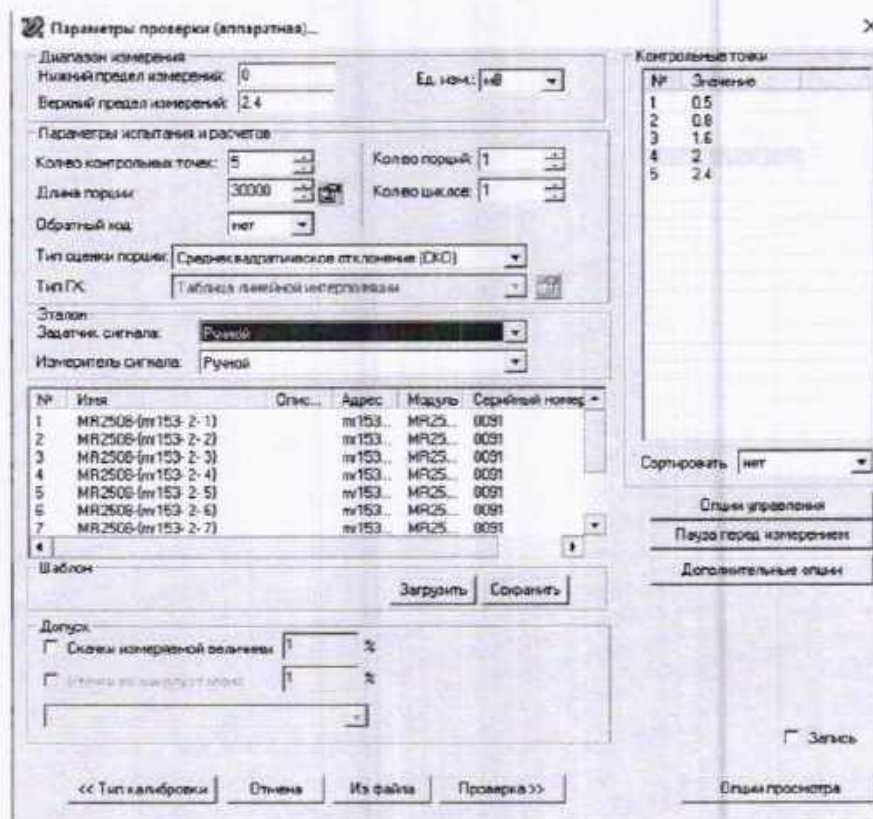 Параметры проверки (аппаратная)...
Диапазон измерения
Нижний предел измерений: 0
Ед. изм.: мВ
Верхний предел измерений: 2.4
Параметры испытания и расчетов
Кол-во контрольных точек: 5
Кол-во порций: 1
Длина порции: 30000
Кол-во циклов: 1
Обратный ход: нет
Тип оценки порции: Среднеквадратическое отклонение (СКО)
Тип ГХ: Таблица линейной интерполяции
Эталон
Задатчик сигнала: Ручной
Измеритель сигнала: Ручной
№ Имя Опис... Адрес Модуль Серийный номер
1 MR2508-{mr153- 2- 1} mr153... MR25... 0091
2 MR2508-{mr153- 2- 2} mr153... MR25... 0091
3 MR2508-{mr153- 2- 3} mr153... MR25... 0091
4 MR2508-{mr153- 2- 4} mr153... MR25... 0091
5 MR2508-{mr153- 2- 5} mr153... MR25... 0091
6 MR2508-{mr153- 2- 6} mr153... MR25... 0091
7 MR2508-{mr153- 2- 7} mr153... MR25... 0091
Шаблон
Загрузить Сохранить
Допуск
Скачки измеряемой величины 1 %
1 %
<< Тип калибровки Отмена Из файла Проверка >>
Контрольные точки
№ Значение
1 0.5
2 0.8
3 1.6
4 2
5 2.4
Сортировать нет
Опции управления
Пауза перед измерением
Дополнительные опции
Запись
Опции просмотра